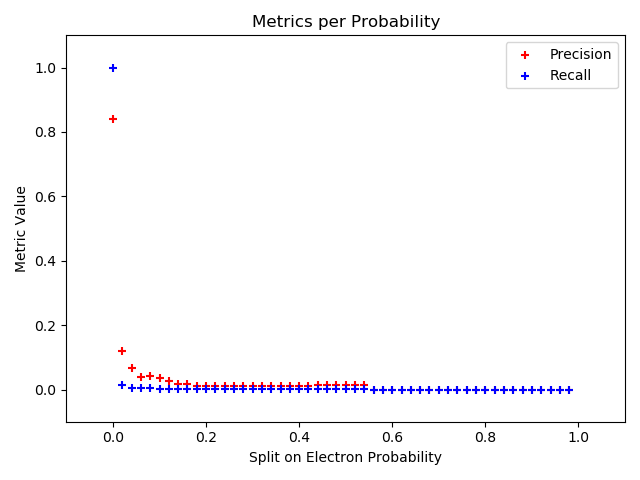 Metrics per Probability
Precision
Recall
Metric Value
1.0
0.8
0.6
0.4
0.2
0.0
0.0 0.2 0.4 0.6 0.8 1.0
Split on Electron Probability